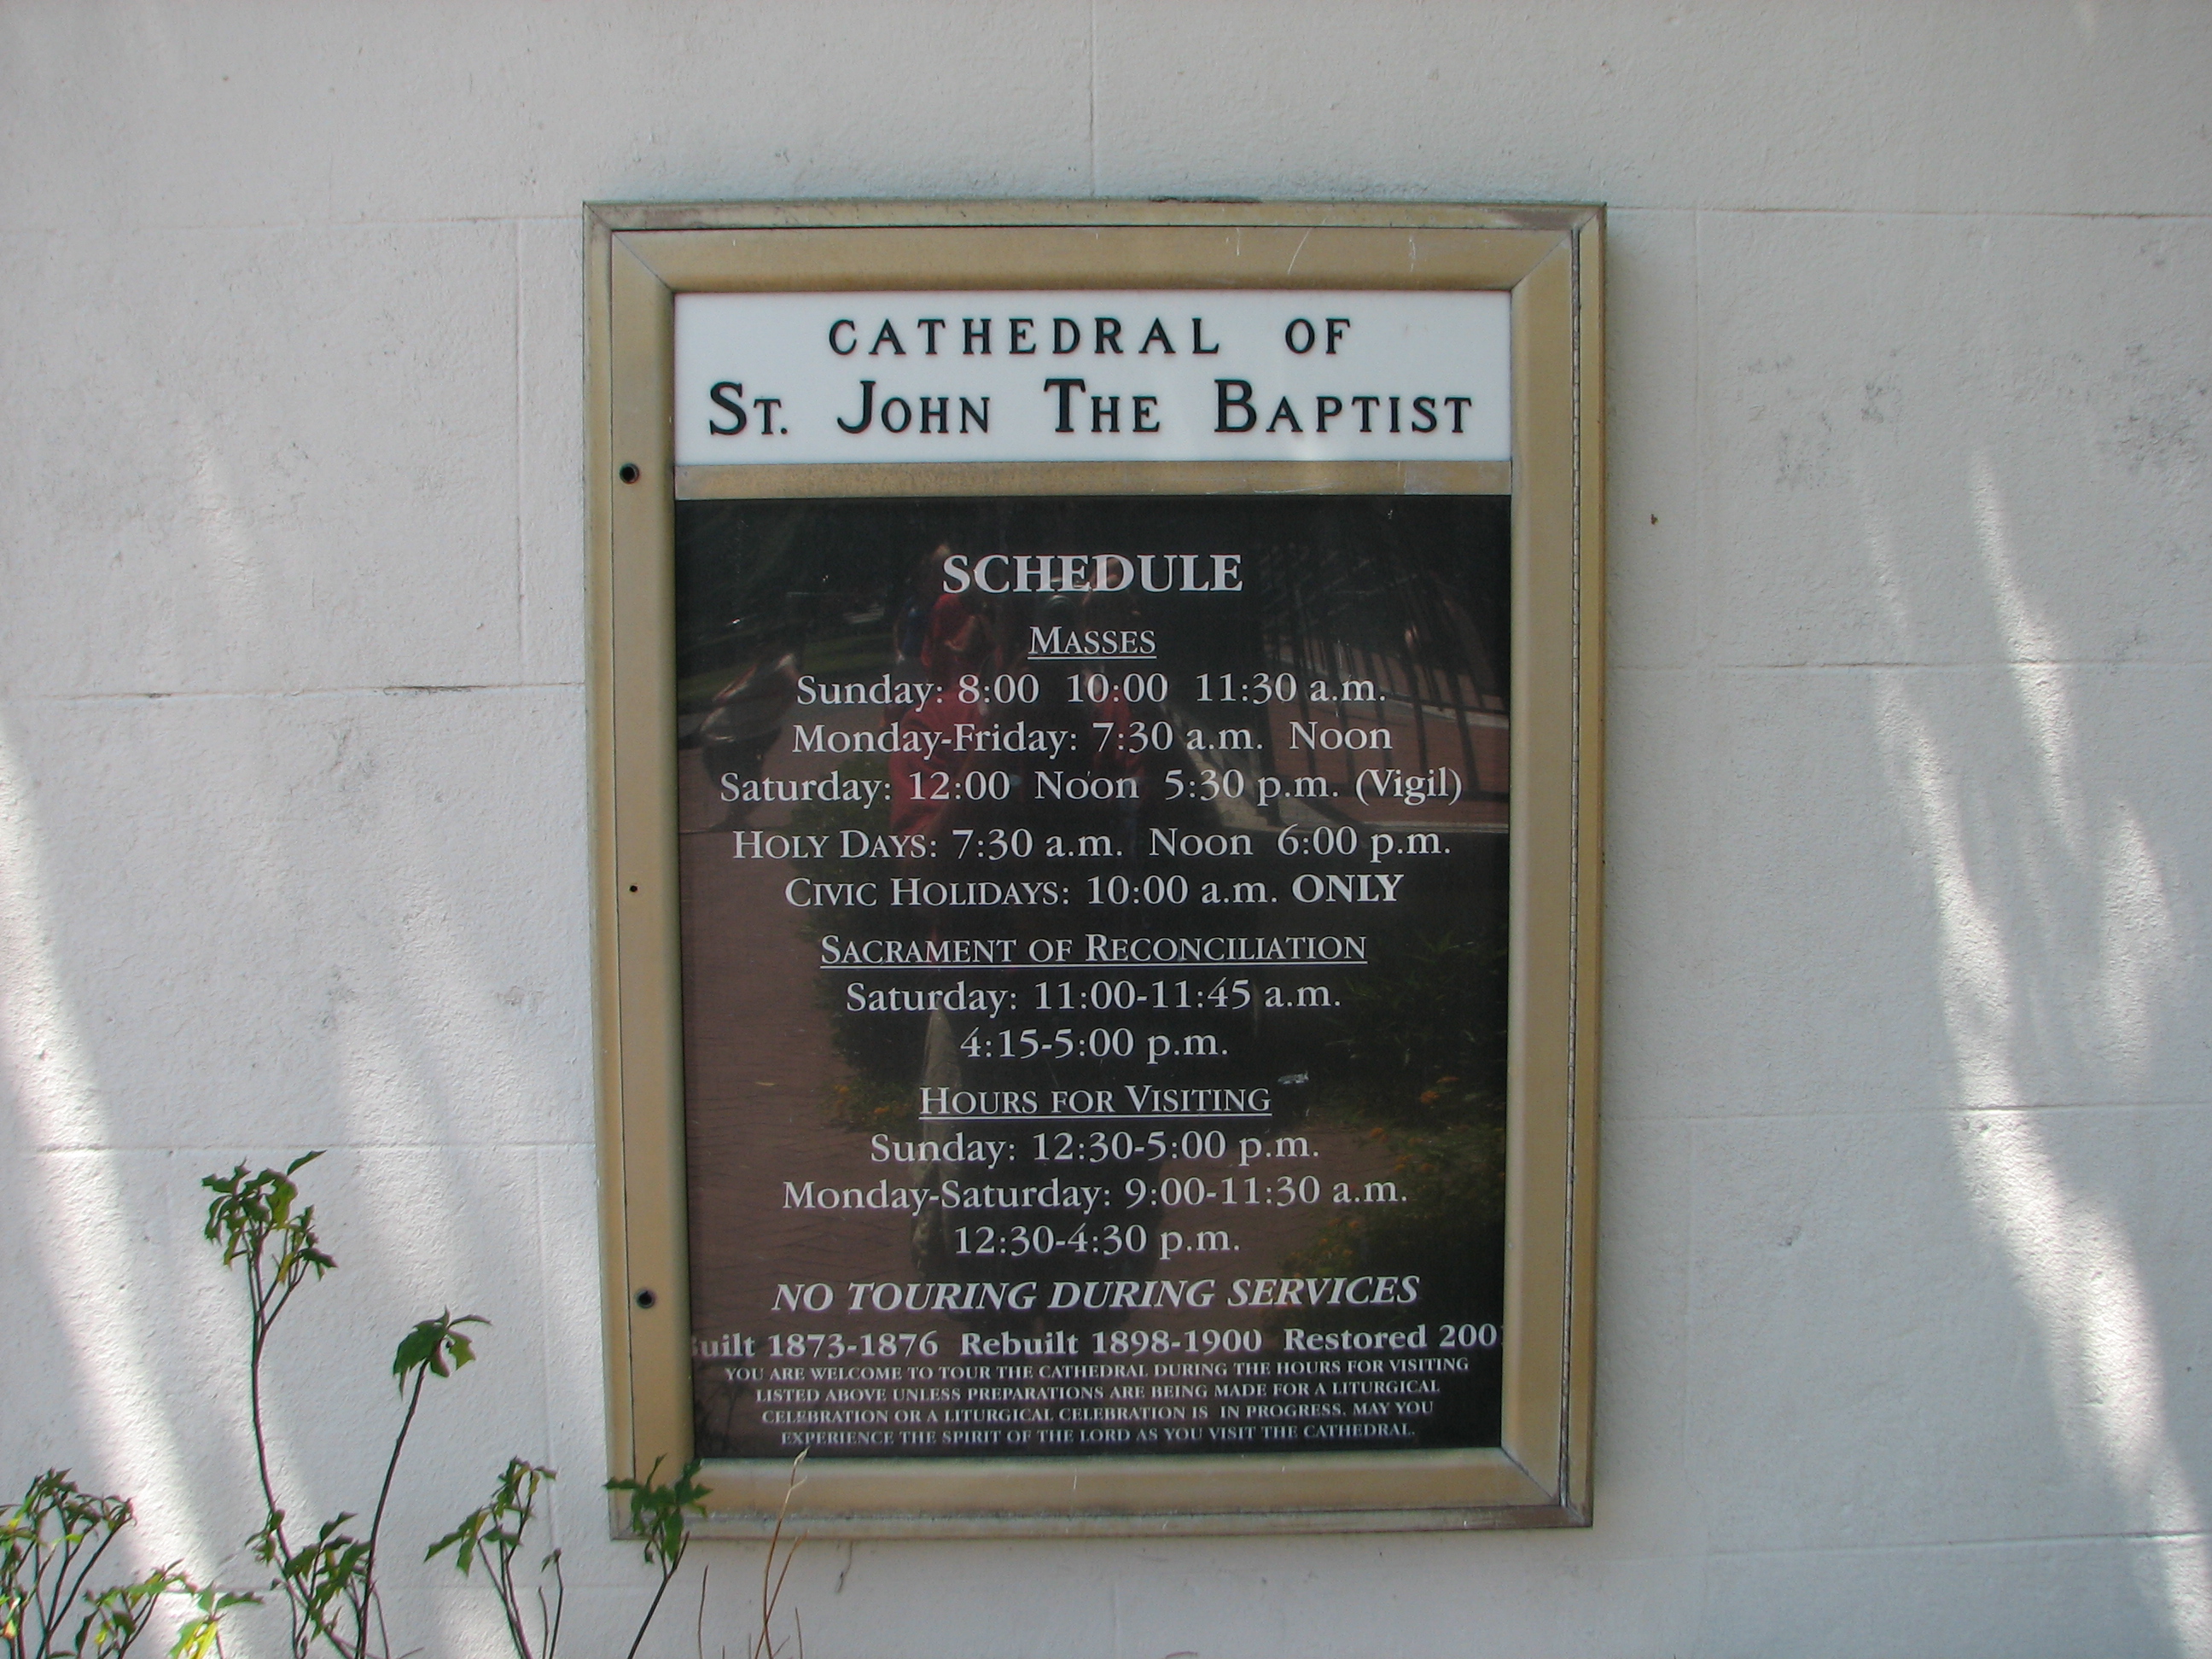 CATHEDRAL OF
ST. JOHN THE BAPTIST
SCHEDULE
MASSES
Sunday: 8:00 10:00 11:30 a.m.
Monday-Friday: 7:30 a.m. Noon
Saturday: 12:00 Noon 5:30 p.m. (Vigil)
HOLY DAYS: 7:30 a.m. Noon 6:00 p.m.
CIVIC HOLIDAYS: 10:00 a.m. ONLY
SACRAMENT OF RECONCILIATION
Saturday: 11:00-11:45 a.m.
4:15-5:00 p.m.
HOURS FOR VISITING
Sunday: 12:30-5:00 p.m.
Monday-Saturday: 9:00-11:30 a.m.
12:30-4:30 p.m.
NO TOURING DURING SERVICES
uilt 1873-1876 Rebuilt 1898-1900 Restored 200
YOU ARE WELCOME TO TOUR THE CATHEDRAL DURING THE HOURS FOR VISITING
LISTED ABOVE UNLESS PREPARATIONS ARE BEING MADE FOR A LITURGICAL
CELEBRATION OR A LITURGICAL CELEBRATION IS IN PROGRESS. MAY YOU
EXPERIENCE THE SPIRIT OF THE LORD AS YOU VISIT THE CATHEDRAL.